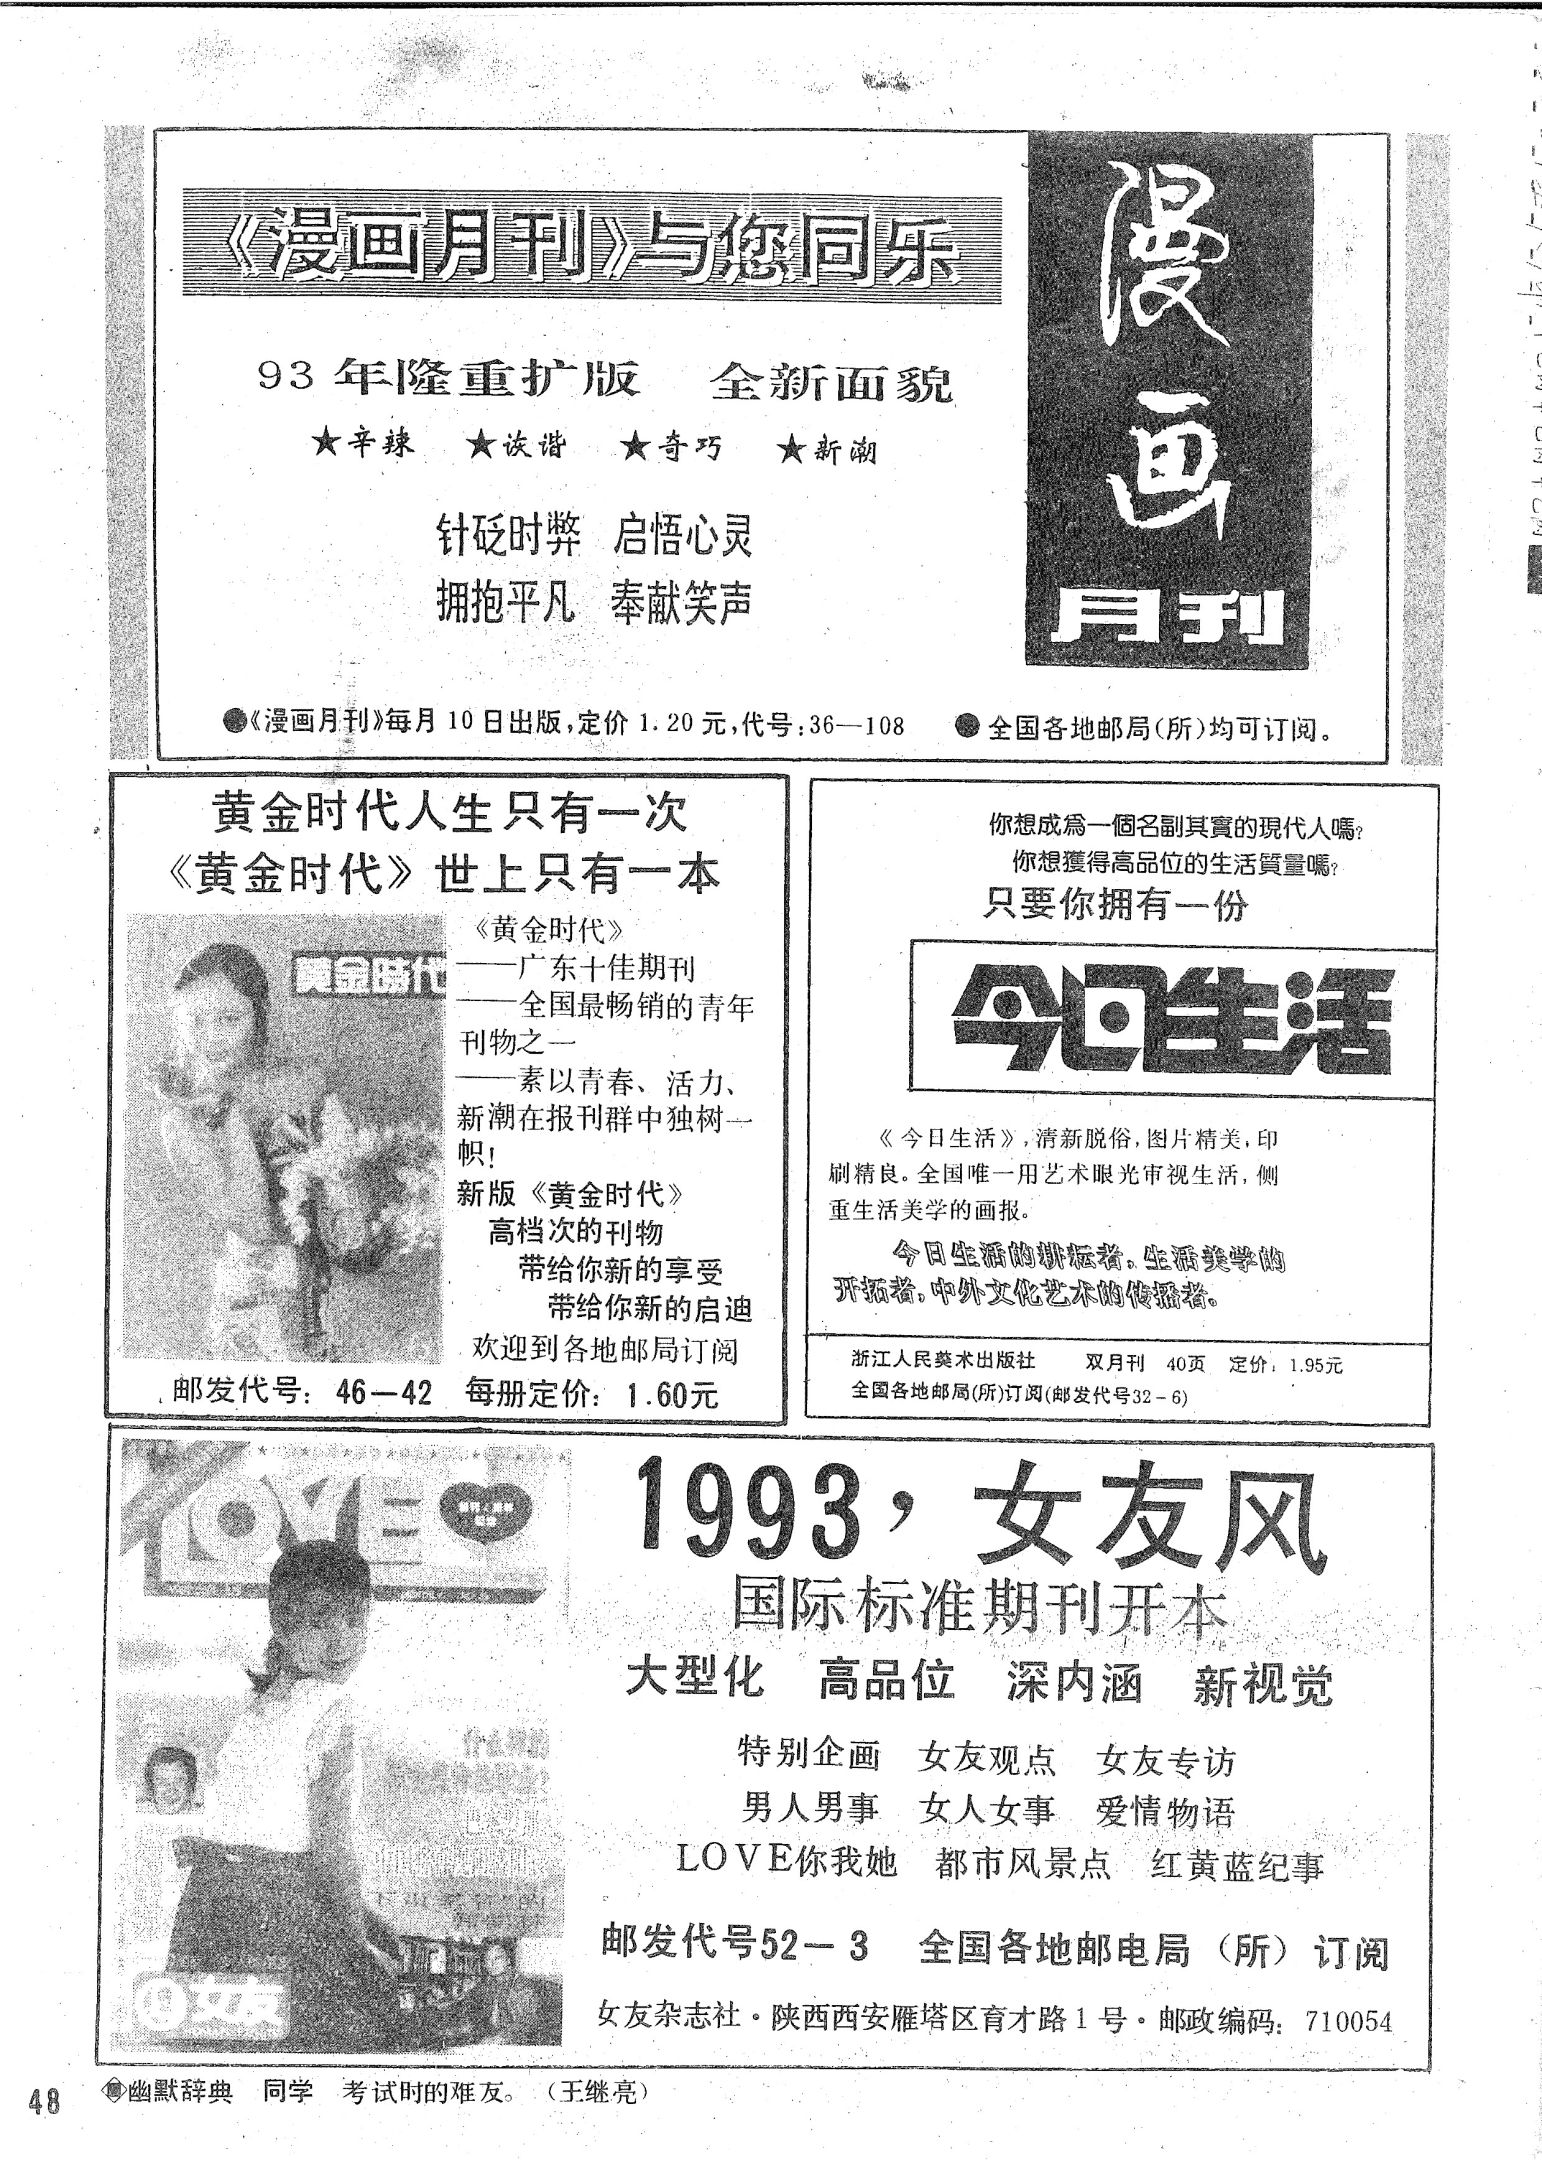 《漫画月刊》与您同乐
93年隆重扩版 全新面貌
★辛辣 ★诙谐 ★奇巧 ★新潮
针砭时弊 启悟心灵
拥抱平凡 奉献笑声
漫画
月刊
●《漫画月刊》每月10日出版,定价1.20元,代号:36—108 ●全国各地邮局(所)均可订阅。
黄金时代人生只有一次
《黄金时代》世上只有一本
黄金時代
《黄金时代》
——广东十佳期刊
——全国最畅销的青年
刊物之一
——素以青春、活力、
新潮在报刊群中独树一
帜!
新版《黄金时代》
高档次的刊物
带给你新的享受
带给你新的启迪
欢迎到各地邮局订阅
邮发代号：46—42 每册定价：1.60元
你想成爲一個名副其實的現代人嗎?
你想獲得高品位的生活質量嗎?
只要你拥有一份
今日生活
《今日生活》,清新脱俗,图片精美,印
刷精良。全国唯一用艺术眼光审视生活,侧
重生活美学的画报。
今日生活的耕耘者。生活美学的
开拓者,中外文化艺术的传播者。
浙江人民美术出版社 双月刊 40页 定价：1.95元
全国各地邮局(所)订阅(邮发代号32-6)
LOVE
女友
1993，女友风
国际标准期刊开本
大型化 高品位 深内涵 新视觉
特别企画 女友观点 女友专访
男人男事 女人女事 爱情物语
LOVE你我她 都市风景点 红黄蓝纪事
邮发代号52—3 全国各地邮电局（所）订阅
女友杂志社·陕西西安雁塔区育才路1号·邮政编码：710054
幽默辞典 同学 考试时的难友。（王继亮）
48